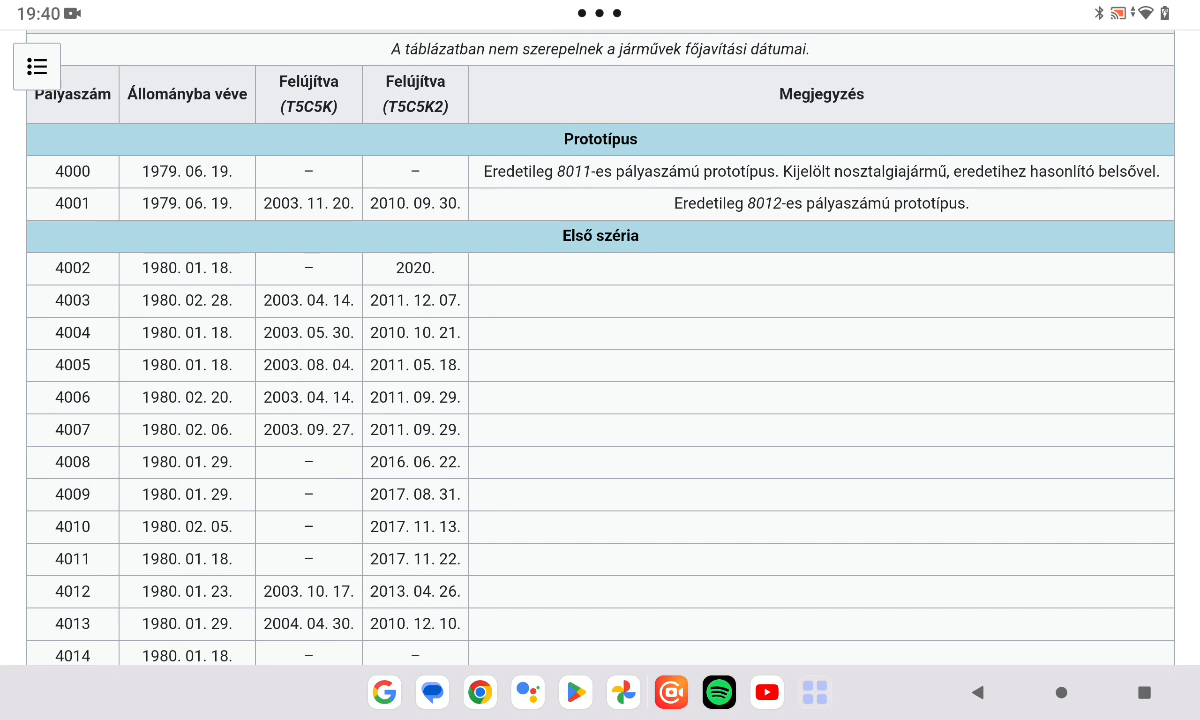 19:40
A táblázatban nem szerepelnek a járművek főjavítási dátumai.
Pályaszám Állományba véve Felújítva (T5C5K) Felújítva (T5C5K2) Megjegyzés
Prototípus
4000 1979. 06. 19. – – Eredetileg 8011-es pályaszámú prototípus. Kijelölt nosztalgiajármű, eredetihez hasonlító belsővel.
4001 1979. 06. 19. 2003. 11. 20. 2010. 09. 30. Eredetileg 8012-es pályaszámú prototípus.
Első széria
4002 1980. 01. 18. – 2020.
4003 1980. 02. 28. 2003. 04. 14. 2011. 12. 07.
4004 1980. 01. 18. 2003. 05. 30. 2010. 10. 21.
4005 1980. 01. 18. 2003. 08. 04. 2011. 05. 18.
4006 1980. 02. 20. 2003. 04. 14. 2011. 09. 29.
4007 1980. 02. 06. 2003. 09. 27. 2011. 09. 29.
4008 1980. 01. 29. – 2016. 06. 22.
4009 1980. 01. 29. – 2017. 08. 31.
4010 1980. 02. 05. – 2017. 11. 13.
4011 1980. 01. 18. – 2017. 11. 22.
4012 1980. 01. 23. 2003. 10. 17. 2013. 04. 26.
4013 1980. 01. 29. 2004. 04. 30. 2010. 12. 10.
4014 1980. 01. 18. – –